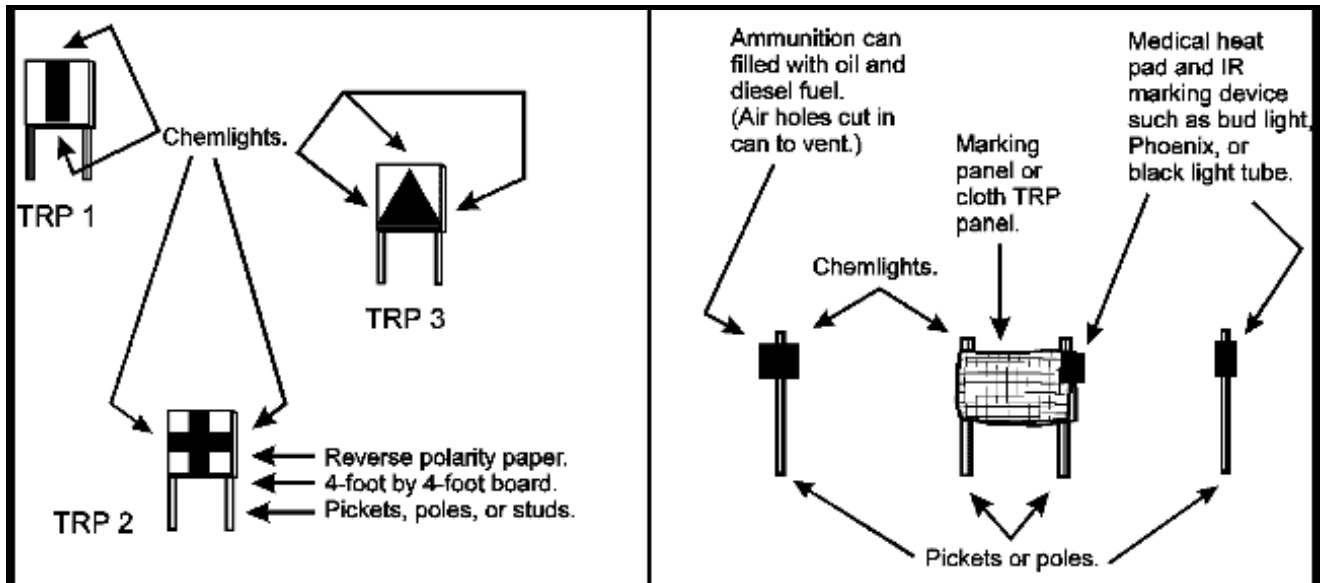 Chemlights.
TRP 1
TRP 3
Reverse polarity paper.
4-foot by 4-foot board.
Pickets, poles, or studs.
TRP 2
Ammunition can
filled with oil and
diesel fuel.
(Air holes cut in
can to vent.)
Marking
panel or
cloth TRP
panel.
Medical heat
pad and IR
marking device
such as bud light,
Phoenix, or
black light tube.
Chemlights.
Pickets or poles.